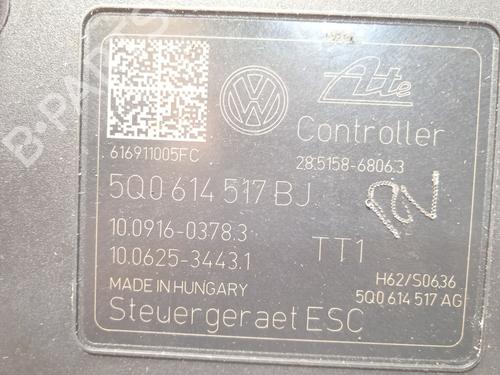 Ate
Controller
616911005FC
28.5158-6806.3
5Q0 614 517 BJ
10.0916-0378.3
10.0625-3443.1
TT1
MADE IN HUNGARY
H62/S0636
5Q0 614 517 AG
Steuergeraet ESC
B-PARTS